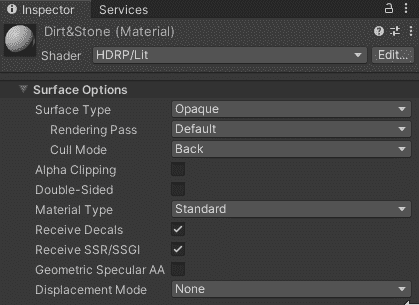 Inspector Services
Dirt&Stone (Material)
Shader HDRP/Lit Edit...
Surface Options
Surface Type Opaque
Rendering Pass Default
Cull Mode Back
Alpha Clipping
Double-Sided
Material Type Standard
Receive Decals
Receive SSR/SSGI
Geometric Specular AA
Displacement Mode None